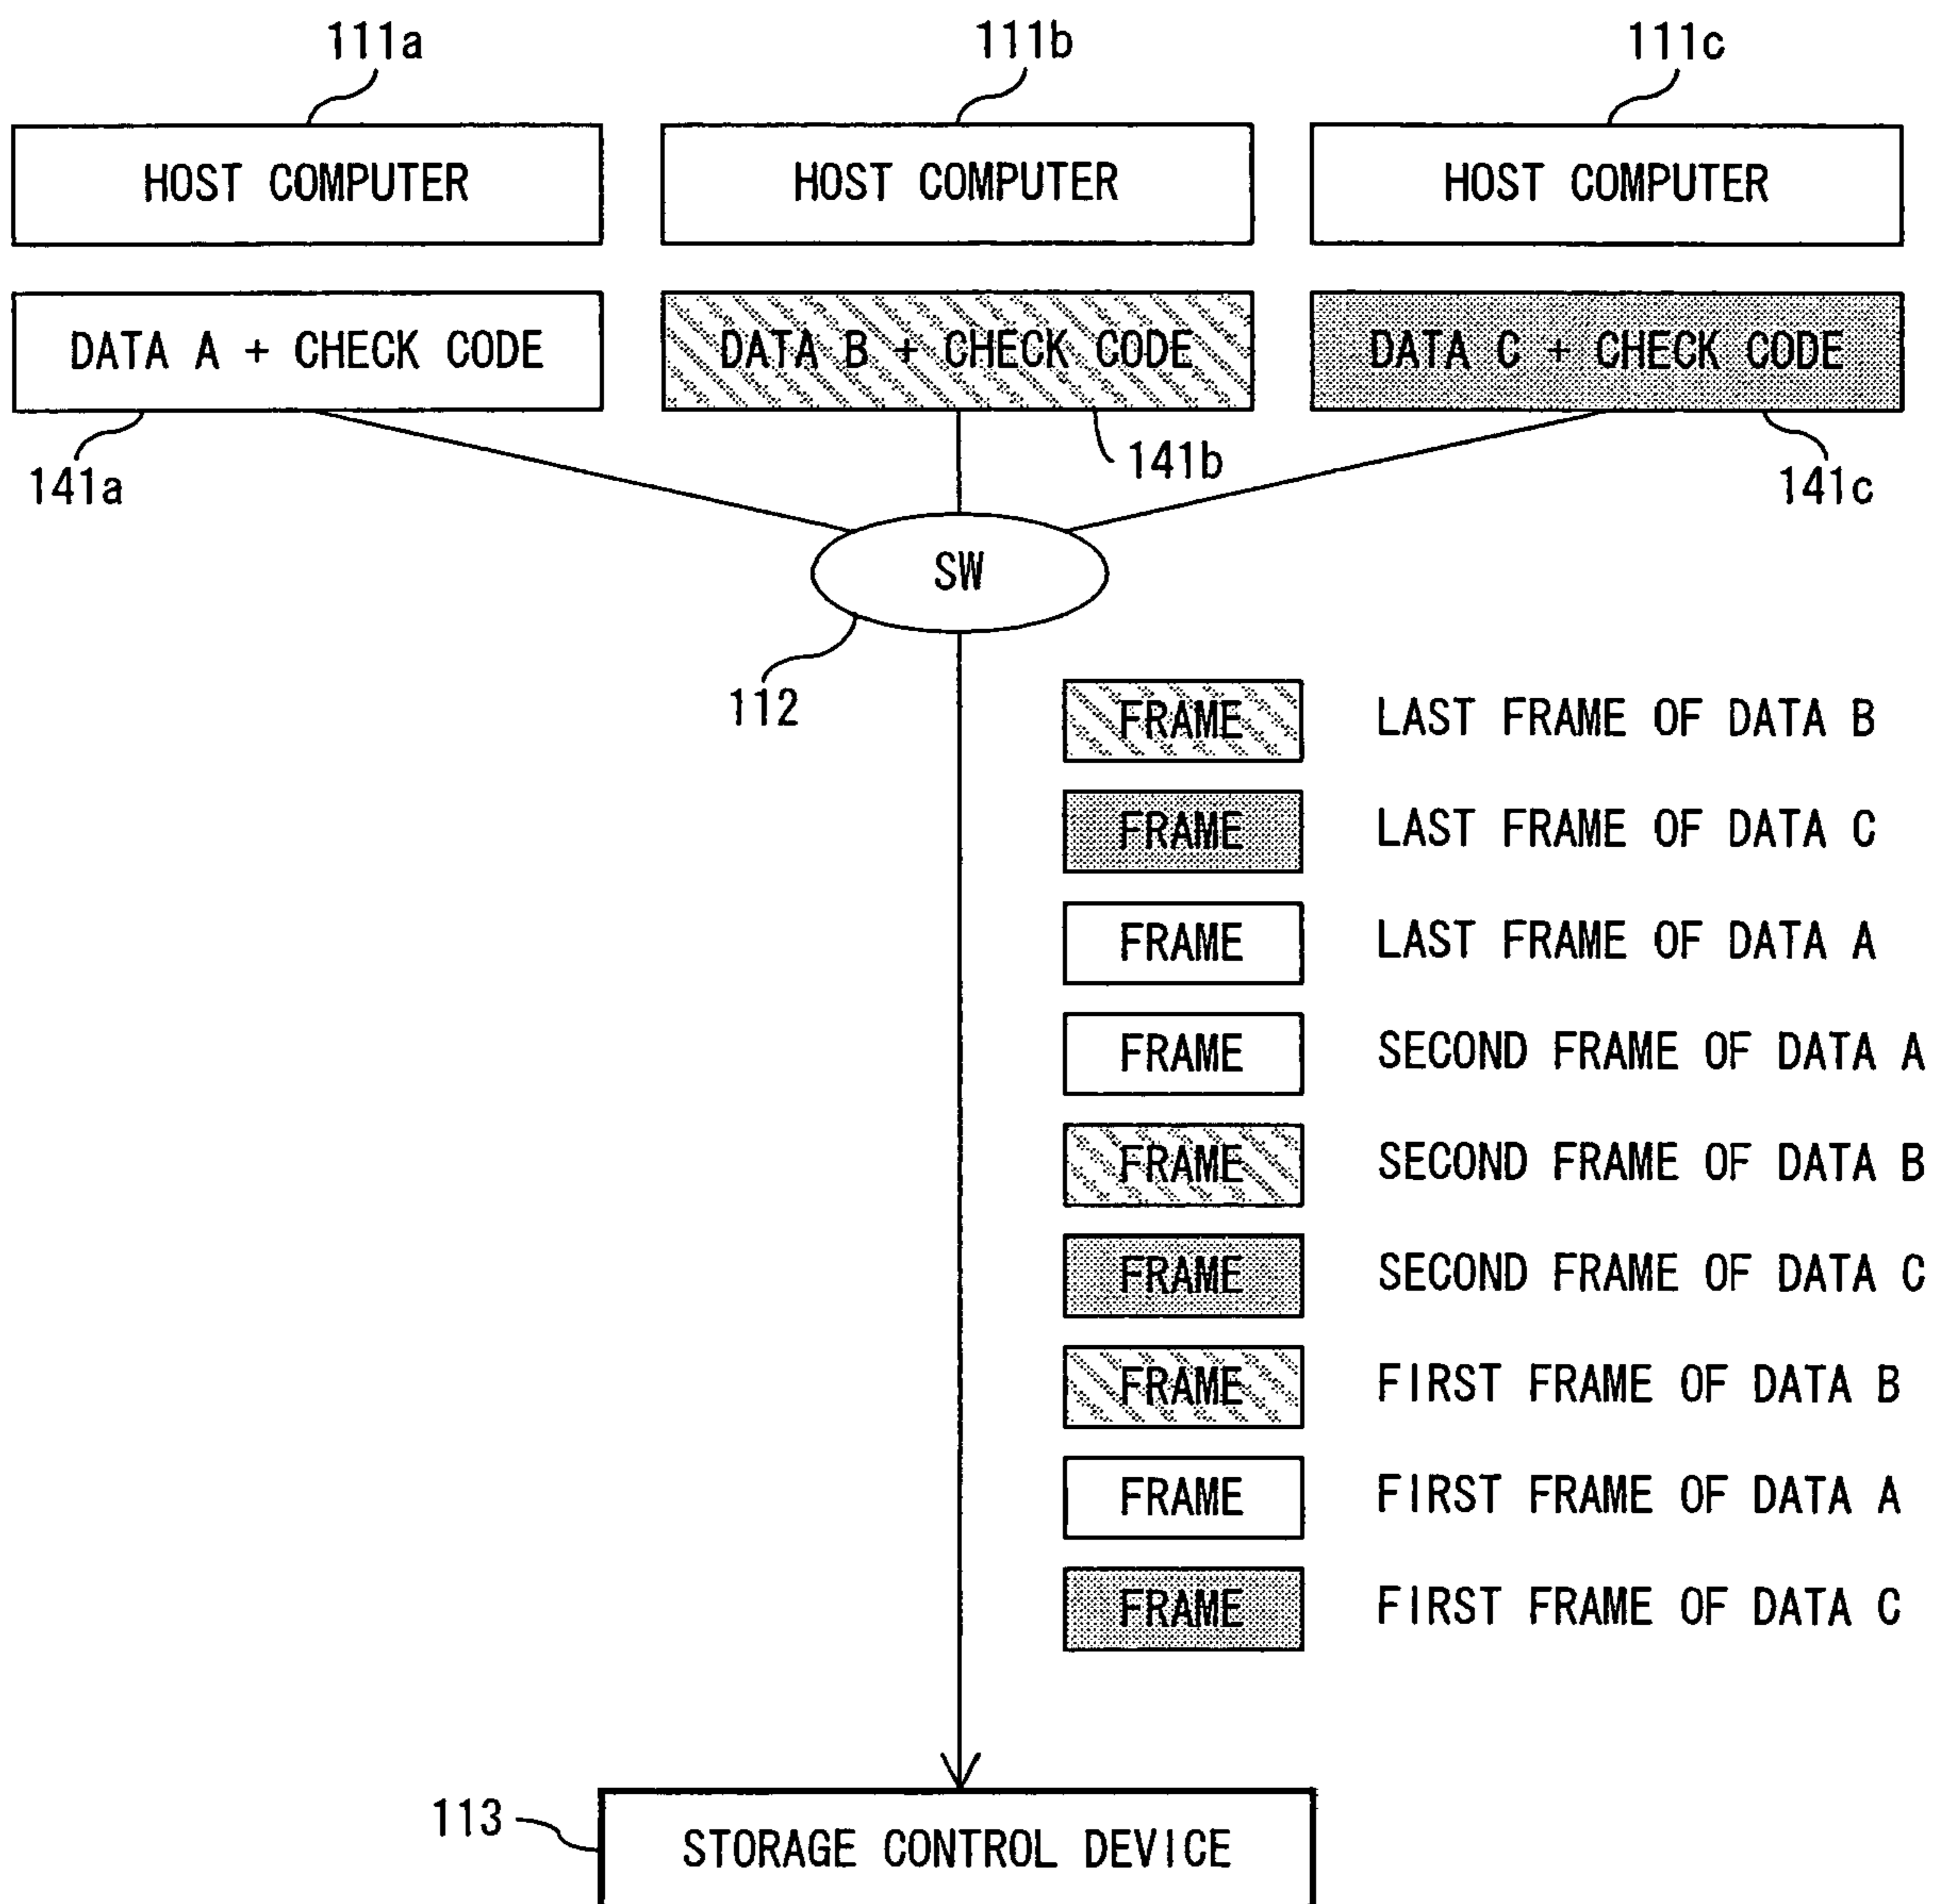 111a 111b 111c
HOST COMPUTER HOST COMPUTER HOST COMPUTER
DATA A + CHECK CODE DATA B + CHECK CODE DATA C + CHECK CODE
141a 141b 141c
SW
112
FRAME LAST FRAME OF DATA B
FRAME LAST FRAME OF DATA C
FRAME LAST FRAME OF DATA A
FRAME SECOND FRAME OF DATA A
FRAME SECOND FRAME OF DATA B
FRAME SECOND FRAME OF DATA C
FRAME FIRST FRAME OF DATA B
FRAME FIRST FRAME OF DATA A
FRAME FIRST FRAME OF DATA C
113
STORAGE CONTROL DEVICE